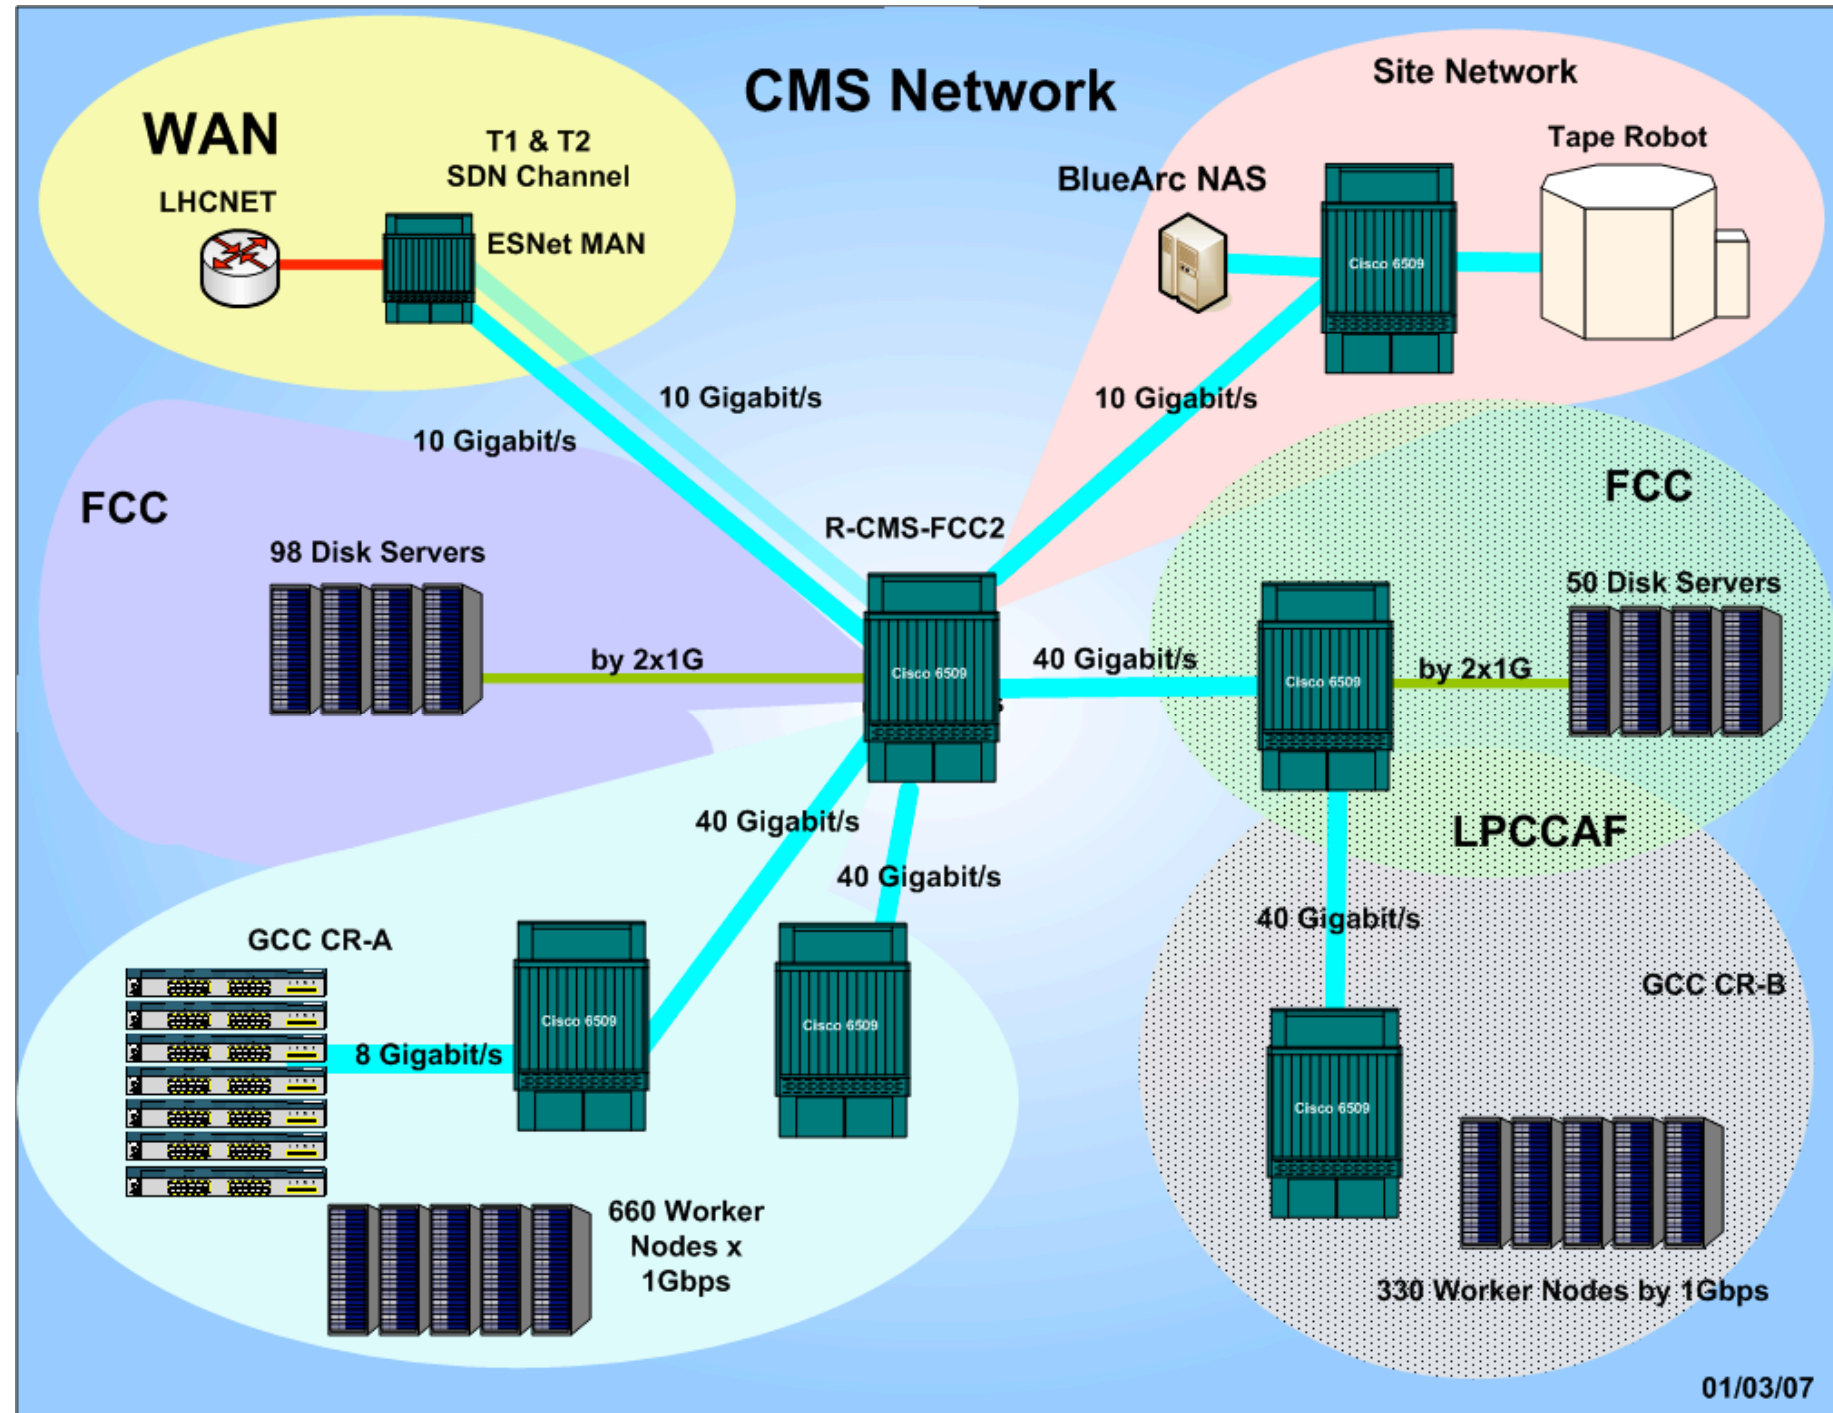 CMS Network
WAN
T1 & T2
SDN Channel
LHCNET
ESNet MAN
Site Network
Tape Robot
BlueArc NAS
Cisco 6509
10 Gigabit/s
10 Gigabit/s
10 Gigabit/s
FCC
98 Disk Servers
by 2x1G
R-CMS-FCC2
Cisco 6509
40 Gigabit/s
FCC
50 Disk Servers
Cisco 6509
by 2x1G
LPCCAF
40 Gigabit/s
40 Gigabit/s
40 Gigabit/s
GCC CR-A
8 Gigabit/s
Cisco 6509
Cisco 6509
660 Worker
Nodes x
1Gbps
GCC CR-B
Cisco 6509
330 Worker Nodes by 1Gbps
01/03/07